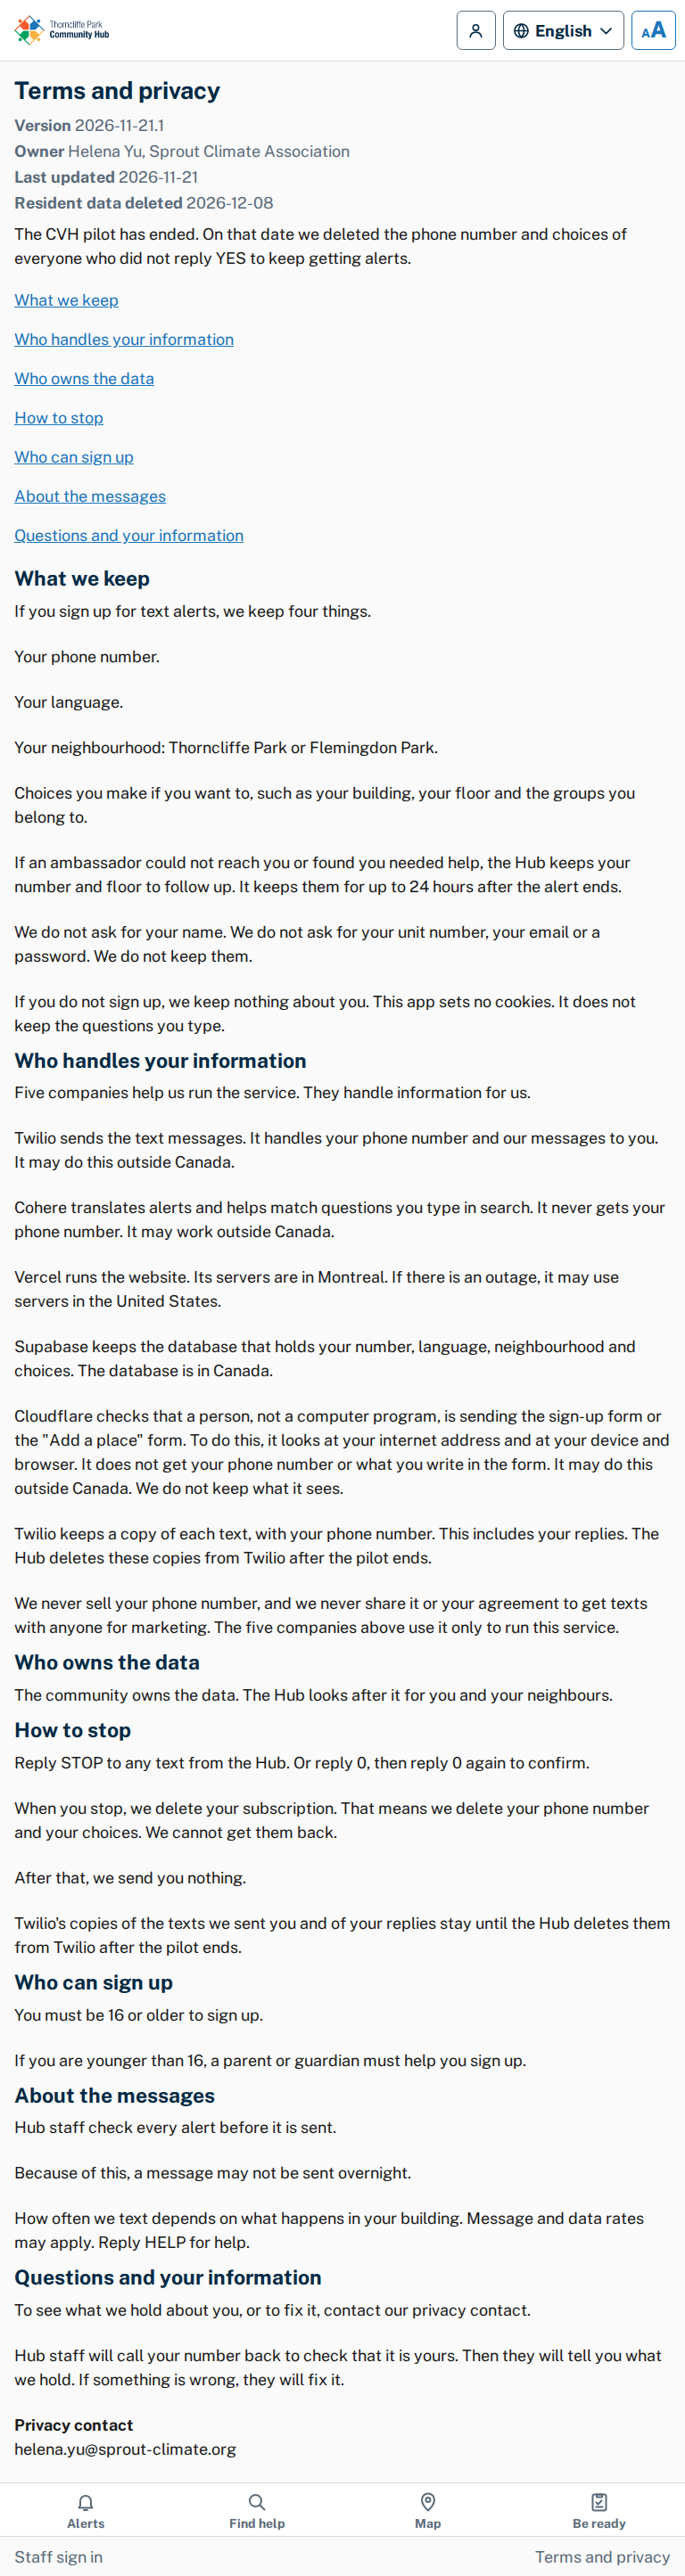 Thorncliffe Park
Community Hub
English
AA
Terms and privacy
Version 2026-11-21.1
Owner Helena Yu, Sprout Climate Association
Last updated 2026-11-21
Resident data deleted 2026-12-08
The CVH pilot has ended. On that date we deleted the phone number and choices of
everyone who did not reply YES to keep getting alerts.
What we keep
Who handles your information
Who owns the data
How to stop
Who can sign up
About the messages
Questions and your information
What we keep
If you sign up for text alerts, we keep four things.
Your phone number.
Your language.
Your neighbourhood: Thorncliffe Park or Flemingdon Park.
Choices you make if you want to, such as your building, your floor and the groups you
belong to.
If an ambassador could not reach you or found you needed help, the Hub keeps your
number and floor to follow up. It keeps them for up to 24 hours after the alert ends.
We do not ask for your name. We do not ask for your unit number, your email or a
password. We do not keep them.
If you do not sign up, we keep nothing about you. This app sets no cookies. It does not
keep the questions you type.
Who handles your information
Five companies help us run the service. They handle information for us.
Twilio sends the text messages. It handles your phone number and our messages to you.
It may do this outside Canada.
Cohere translates alerts and helps match questions you type in search. It never gets your
phone number. It may work outside Canada.
Vercel runs the website. Its servers are in Montreal. If there is an outage, it may use
servers in the United States.
Supabase keeps the database that holds your number, language, neighbourhood and
choices. The database is in Canada.
Cloudflare checks that a person, not a computer program, is sending the sign-up form or
the "Add a place" form. To do this, it looks at your internet address and at your device and
browser. It does not get your phone number or what you write in the form. It may do this
outside Canada. We do not keep what it sees.
Twilio keeps a copy of each text, with your phone number. This includes your replies. The
Hub deletes these copies from Twilio after the pilot ends.
We never sell your phone number, and we never share it or your agreement to get texts
with anyone for marketing. The five companies above use it only to run this service.
Who owns the data
The community owns the data. The Hub looks after it for you and your neighbours.
How to stop
Reply STOP to any text from the Hub. Or reply 0, then reply 0 again to confirm.
When you stop, we delete your subscription. That means we delete your phone number
and your choices. We cannot get them back.
After that, we send you nothing.
Twilio's copies of the texts we sent you and of your replies stay until the Hub deletes them
from Twilio after the pilot ends.
Who can sign up
You must be 16 or older to sign up.
If you are younger than 16, a parent or guardian must help you sign up.
About the messages
Hub staff check every alert before it is sent.
Because of this, a message may not be sent overnight.
How often we text depends on what happens in your building. Message and data rates
may apply. Reply HELP for help.
Questions and your information
To see what we hold about you, or to fix it, contact our privacy contact.
Hub staff will call your number back to check that it is yours. Then they will tell you what
we hold. If something is wrong, they will fix it.
Privacy contact
helena.yu@sprout-climate.org
Alerts
Find help
Map
Be ready
Staff sign in
Terms and privacy